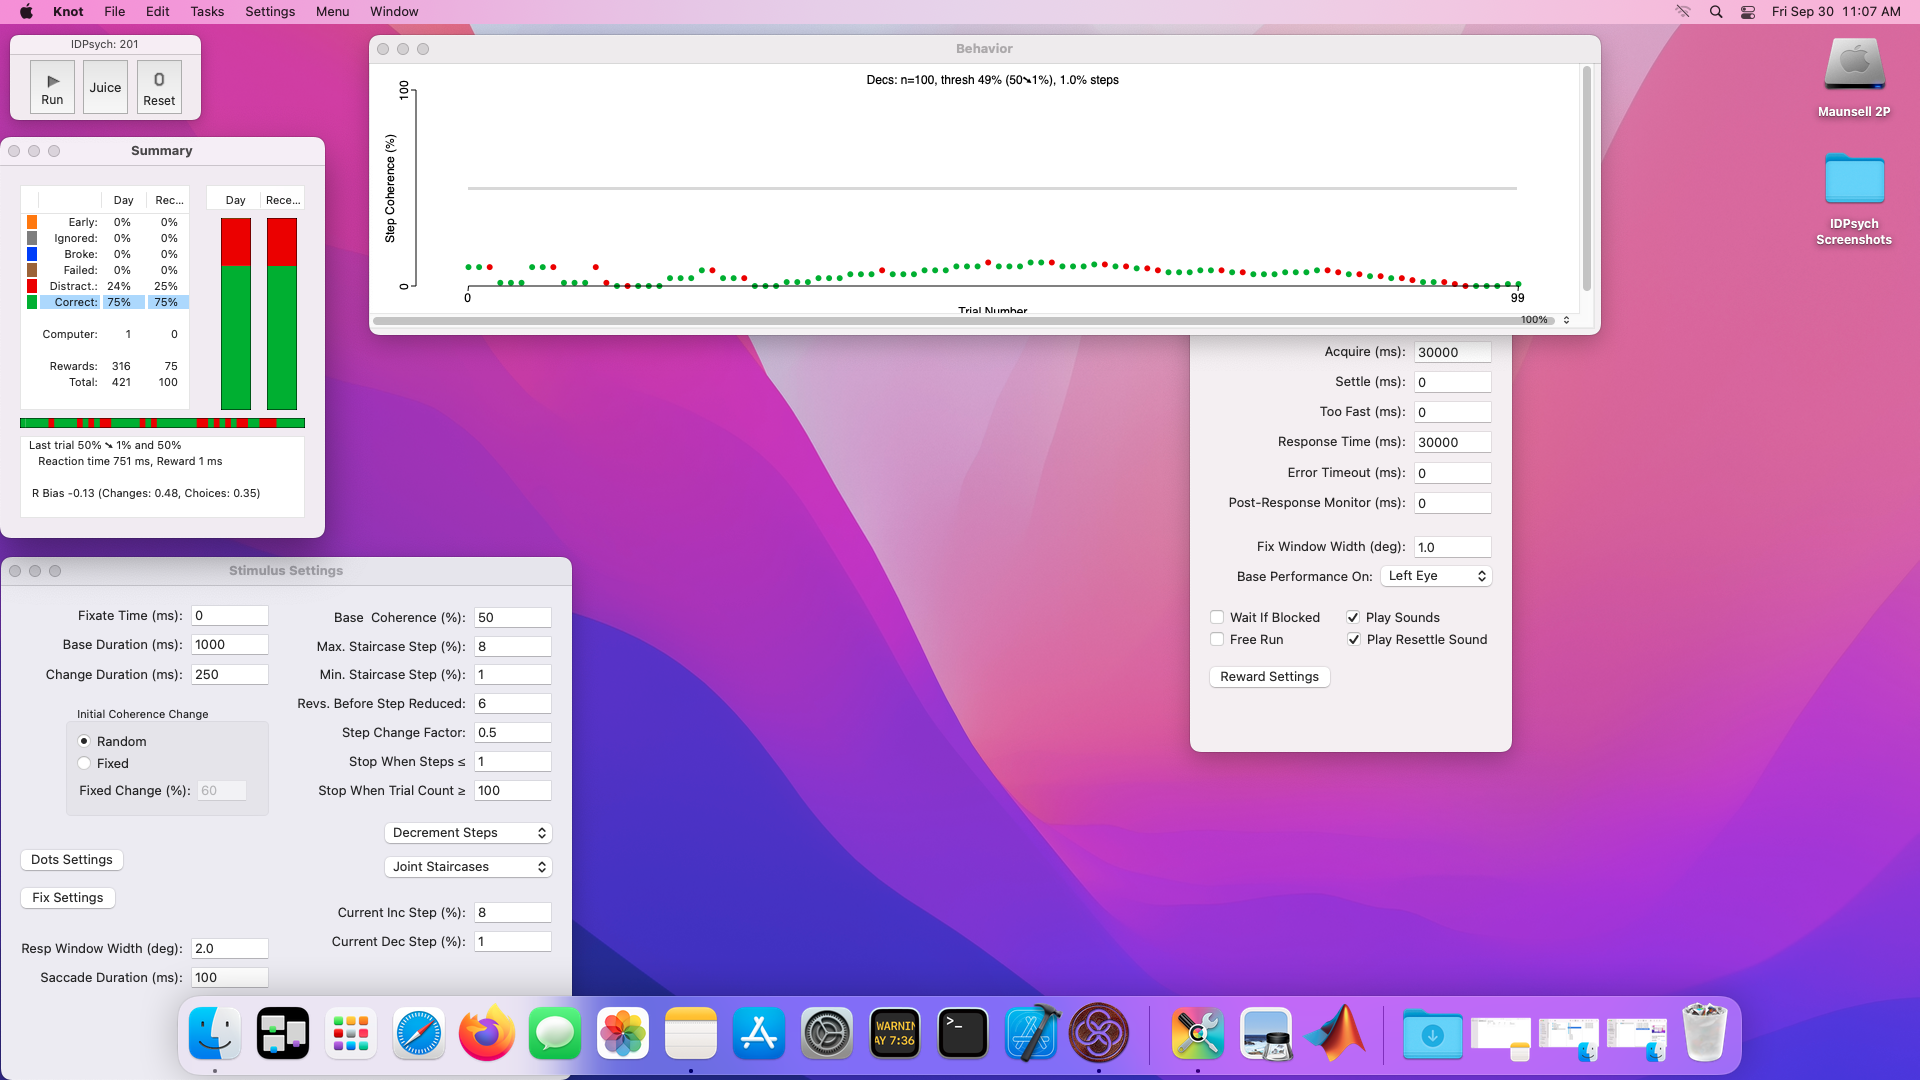 Knot File Edit Tasks Settings Menu Window
Fri Sep 30 11:07 AM
IDPsych: 201
Run
Juice
0
Reset
Summary
Day Rec...
Early: 0% 0%
Ignored: 0% 0%
Broke: 0% 0%
Failed: 0% 0%
Distract.: 24% 25%
Correct: 75% 75%
Computer: 1 0
Rewards: 316 75
Total: 421 100
Day Rece...
Last trial 50% ➘ 1% and 50%
Reaction time 751 ms, Reward 1 ms
R Bias -0.13 (Changes: 0.48, Choices: 0.35)
Behavior
Decs: n=100, thresh 49% (50➘1%), 1.0% steps
100
Step Coherence (%)
0
0
99
Trial Number
100%
Maunsell 2P
IDPsych
Screenshots
Acquire (ms): 30000
Settle (ms): 0
Too Fast (ms): 0
Response Time (ms): 30000
Error Timeout (ms): 0
Post-Response Monitor (ms): 0
Fix Window Width (deg): 1.0
Base Performance On: Left Eye
Wait If Blocked
Play Sounds
Free Run
Play Resettle Sound
Reward Settings
Stimulus Settings
Fixate Time (ms): 0
Base Duration (ms): 1000
Change Duration (ms): 250
Initial Coherence Change
Random
Fixed
Fixed Change (%): 60
Dots Settings
Fix Settings
Resp Window Width (deg): 2.0
Saccade Duration (ms): 100
Base Coherence (%): 50
Max. Staircase Step (%): 8
Min. Staircase Step (%): 1
Revs. Before Step Reduced: 6
Step Change Factor: 0.5
Stop When Steps ≤ 1
Stop When Trial Count ≥ 100
Decrement Steps
Joint Staircases
Current Inc Step (%): 8
Current Dec Step (%): 1
WARNIN
AY 7:36
>_